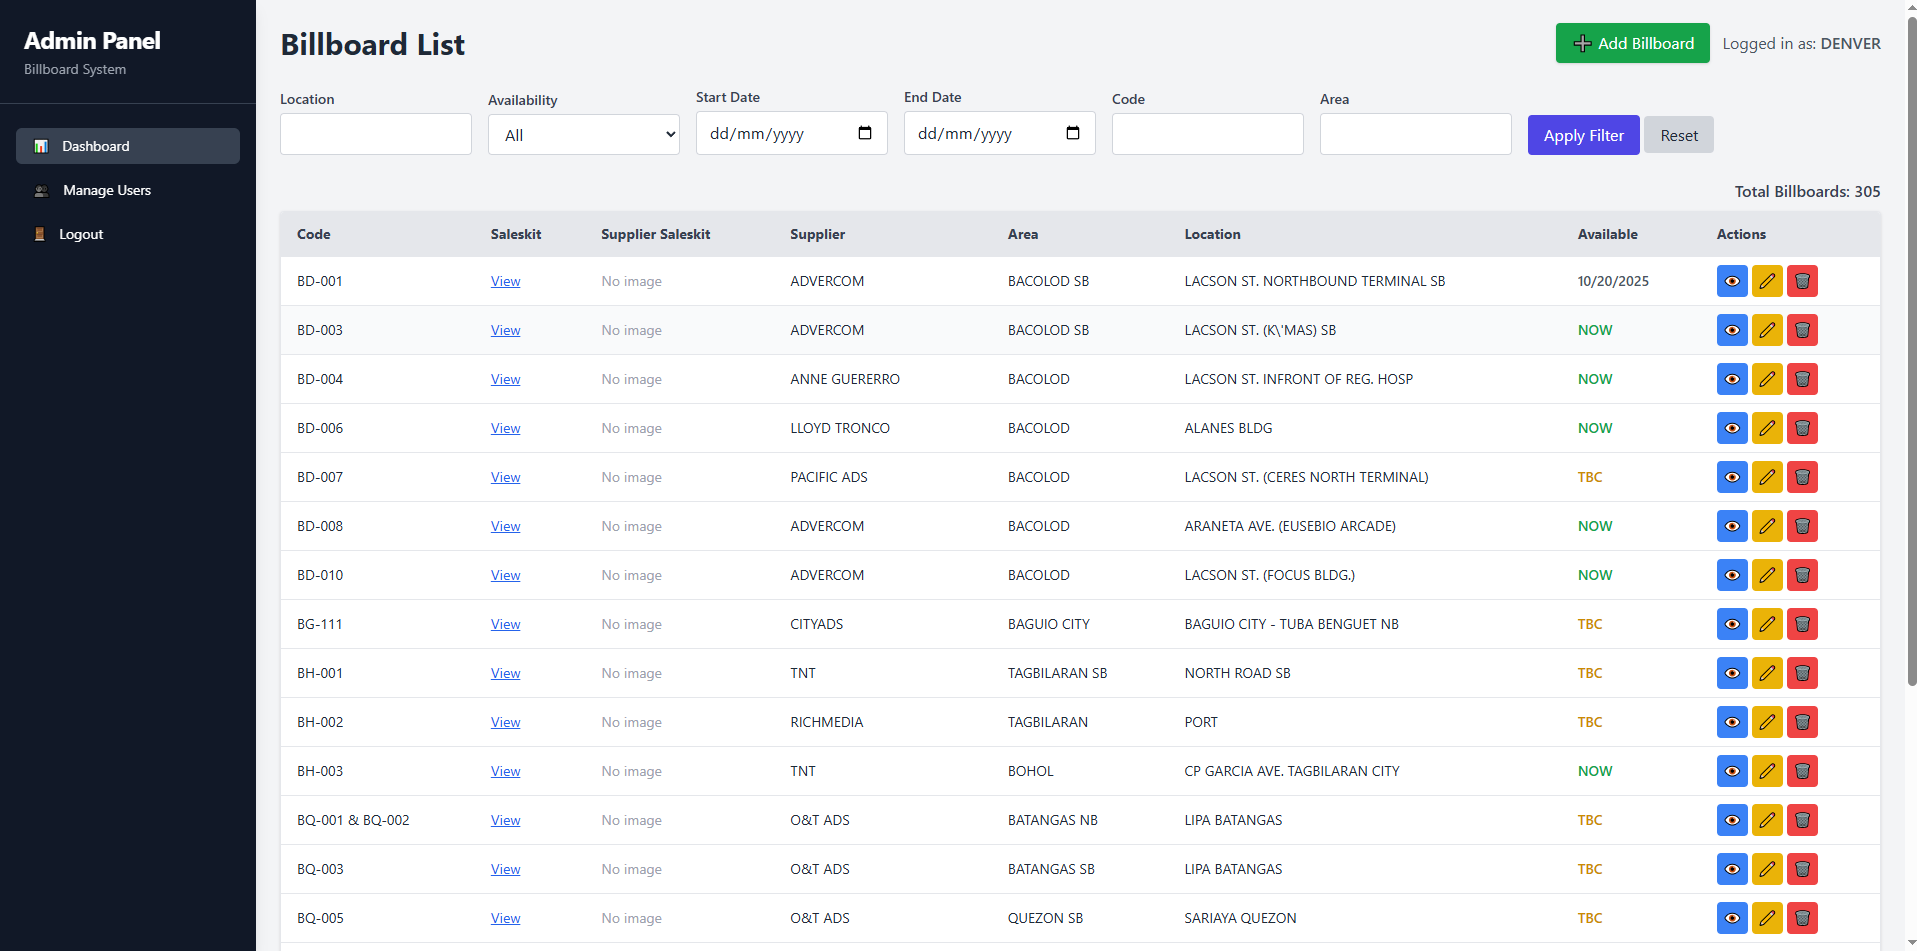 Admin Panel
Billboard System
Dashboard
Manage Users
Logout
Billboard List
Add Billboard
Logged in as: DENVER
Location
Availability
Start Date
End Date
Code
Area
All
dd/mm/yyyy
dd/mm/yyyy
Apply Filter
Reset
Total Billboards: 305
Code Saleskit Supplier Saleskit Supplier Area Location Available Actions
BD-001 View No image ADVERCOM BACOLOD SB LACSON ST. NORTHBOUND TERMINAL SB 10/20/2025
BD-003 View No image ADVERCOM BACOLOD SB LACSON ST. (K\'MAS) SB NOW
BD-004 View No image ANNE GUERERRO BACOLOD LACSON ST. INFRONT OF REG. HOSP NOW
BD-006 View No image LLOYD TRONCO BACOLOD ALANES BLDG NOW
BD-007 View No image PACIFIC ADS BACOLOD LACSON ST. (CERES NORTH TERMINAL) TBC
BD-008 View No image ADVERCOM BACOLOD ARANETA AVE. (EUSEBIO ARCADE) NOW
BD-010 View No image ADVERCOM BACOLOD LACSON ST. (FOCUS BLDG.) NOW
BG-111 View No image CITYADS BAGUIO CITY BAGUIO CITY - TUBA BENGUET NB TBC
BH-001 View No image TNT TAGBILARAN SB NORTH ROAD SB TBC
BH-002 View No image RICHMEDIA TAGBILARAN PORT TBC
BH-003 View No image TNT BOHOL CP GARCIA AVE. TAGBILARAN CITY NOW
BQ-001 & BQ-002 View No image O&T ADS BATANGAS NB LIPA BATANGAS TBC
BQ-003 View No image O&T ADS BATANGAS SB LIPA BATANGAS TBC
BQ-005 View No image O&T ADS QUEZON SB SARIAYA QUEZON TBC